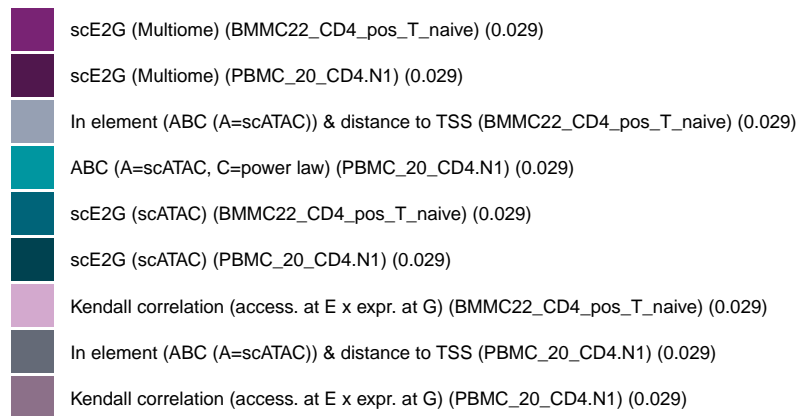 scE2G (Multiome) (BMMC22_CD4_pos_T_naive) (0.029)
scE2G (Multiome) (PBMC_20_CD4.N1) (0.029)
In element (ABC (A=scATAC)) & distance to TSS (BMMC22_CD4_pos_T_naive) (0.029)
ABC (A=scATAC, C=power law) (PBMC_20_CD4.N1) (0.029)
scE2G (scATAC) (BMMC22_CD4_pos_T_naive) (0.029)
scE2G (scATAC) (PBMC_20_CD4.N1) (0.029)
Kendall correlation (access. at E x expr. at G) (BMMC22_CD4_pos_T_naive) (0.029)
In element (ABC (A=scATAC)) & distance to TSS (PBMC_20_CD4.N1) (0.029)
Kendall correlation (access. at E x expr. at G) (PBMC_20_CD4.N1) (0.029)